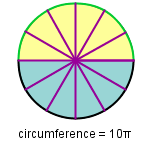 circumference = 10π